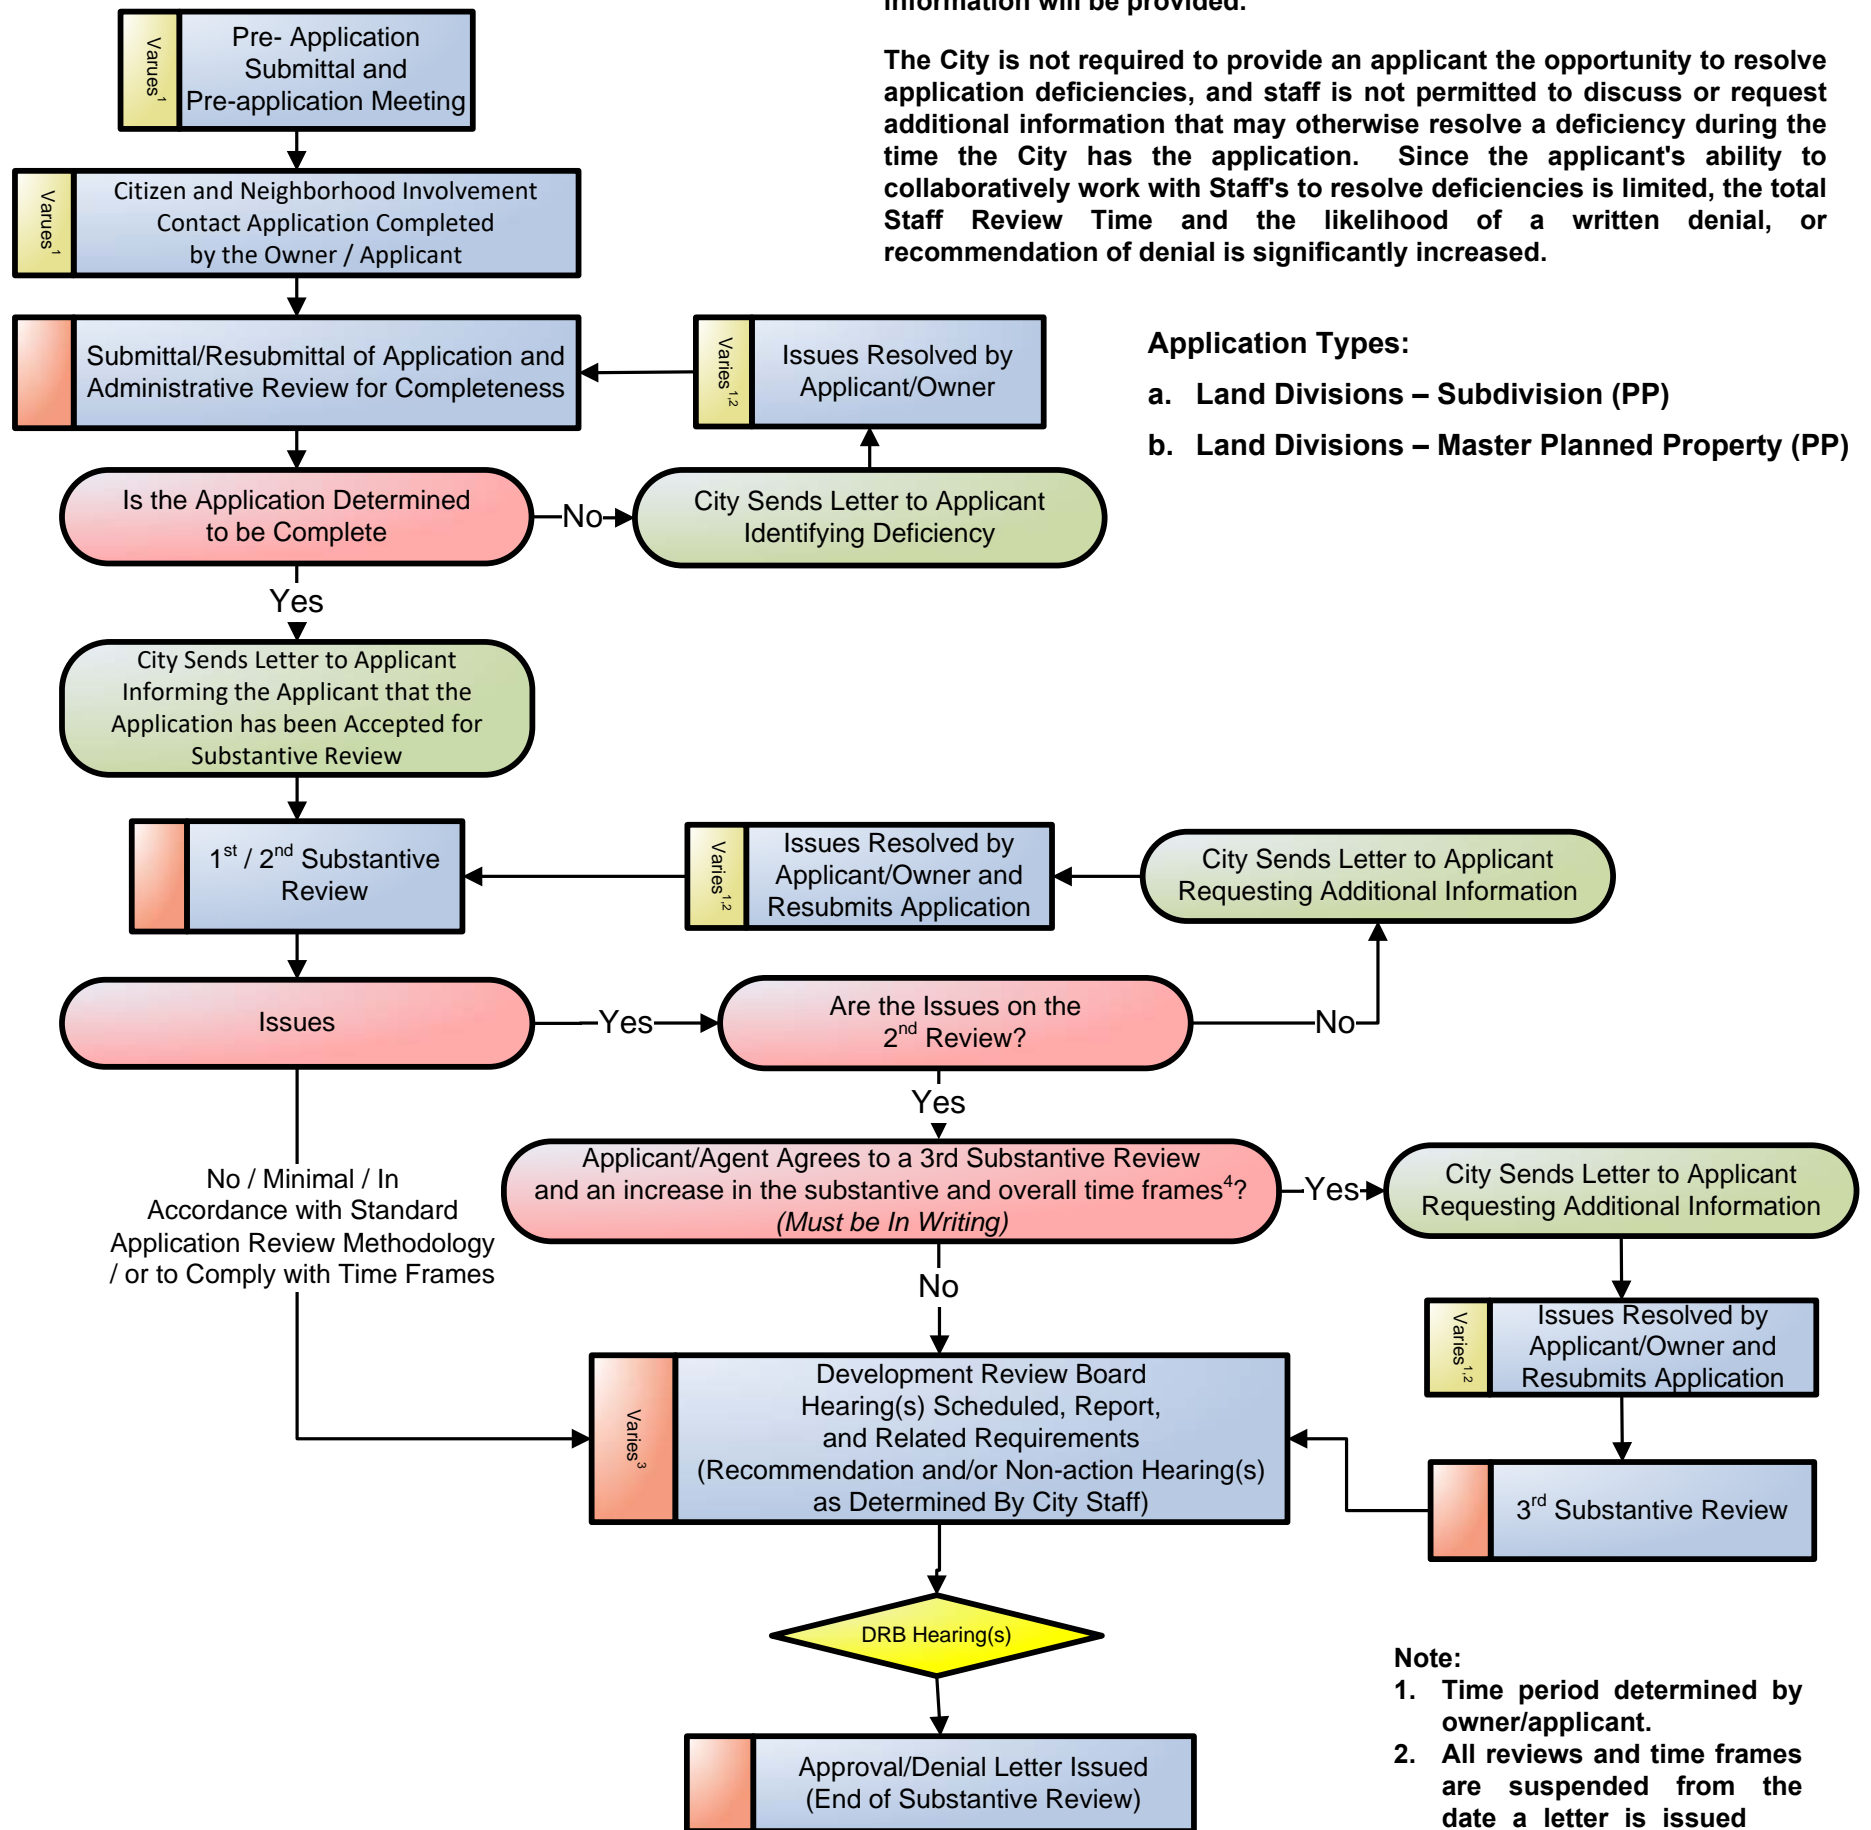 information will be provided.
The City is not required to provide an applicant the opportunity to resolve
application deficiencies, and staff is not permitted to discuss or request
additional information that may otherwise resolve a deficiency during the
time the City has the application. Since the applicant's ability to
collaboratively work with Staff's to resolve deficiencies is limited, the total
Staff Review Time and the likelihood of a written denial, or
recommendation of denial is significantly increased.
Application Types:
a. Land Divisions – Subdivision (PP)
b. Land Divisions – Master Planned Property (PP)
Varues1
Pre- Application
Submittal and
Pre-application Meeting
Varues1
Citizen and Neighborhood Involvement
Contact Application Completed
by the Owner / Applicant
Submittal/Resubmittal of Application and
Administrative Review for Completeness
Varies1,2
Issues Resolved by
Applicant/Owner
Is the Application Determined
to be Complete
No
City Sends Letter to Applicant
Identifying Deficiency
Yes
City Sends Letter to Applicant
Informing the Applicant that the
Application has been Accepted for
Substantive Review
1st / 2nd Substantive
Review
Varies1,2
Issues Resolved by
Applicant/Owner and
Resubmits Application
City Sends Letter to Applicant
Requesting Additional Information
Issues
Yes
Are the Issues on the
2nd Review?
No
Yes
No / Minimal / In
Accordance with Standard
Application Review Methodology
/ or to Comply with Time Frames
Applicant/Agent Agrees to a 3rd Substantive Review
and an increase in the substantive and overall time frames4?
(Must be In Writing)
Yes
City Sends Letter to Applicant
Requesting Additional Information
No
Varies1,2
Issues Resolved by
Applicant/Owner and
Resubmits Application
Varies3
Development Review Board
Hearing(s) Scheduled, Report,
and Related Requirements
(Recommendation and/or Non-action Hearing(s)
as Determined By City Staff)
3rd Substantive Review
DRB Hearing(s)
Approval/Denial Letter Issued
(End of Substantive Review)
Note:
1. Time period determined by
owner/applicant.
2. All reviews and time frames
are suspended from the
date a letter is issued